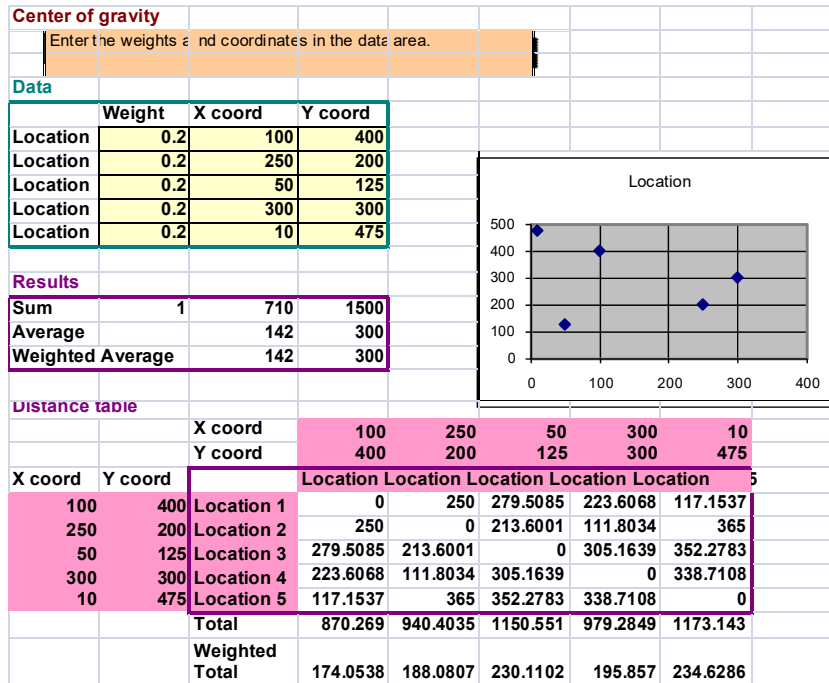 Center of gravity
Enter the weights a nd coordinates in the data area.
Data
Weight X coord Y coord
Location 0.2 100 400
Location 0.2 250 200
Location 0.2 50 125
Location 0.2 300 300
Location 0.2 10 475
Location
500
400
300
200
100
0
0 100 200 300 400
Results
Sum 1 710 1500
Average 142 300
Weighted Average 142 300
Distance table
X coord 100 250 50 300 10
Y coord 400 200 125 300 475
X coord Y coord Location Location Location Location Location 5
100 400 Location 1 0 250 279.5085 223.6068 117.1537
250 200 Location 2 250 0 213.6001 111.8034 365
50 125 Location 3 279.5085 213.6001 0 305.1639 352.2783
300 300 Location 4 223.6068 111.8034 305.1639 0 338.7108
10 475 Location 5 117.1537 365 352.2783 338.7108 0
Total 870.269 940.4035 1150.551 979.2849 1173.143
Weighted
Total 174.0538 188.0807 230.1102 195.857 234.6286